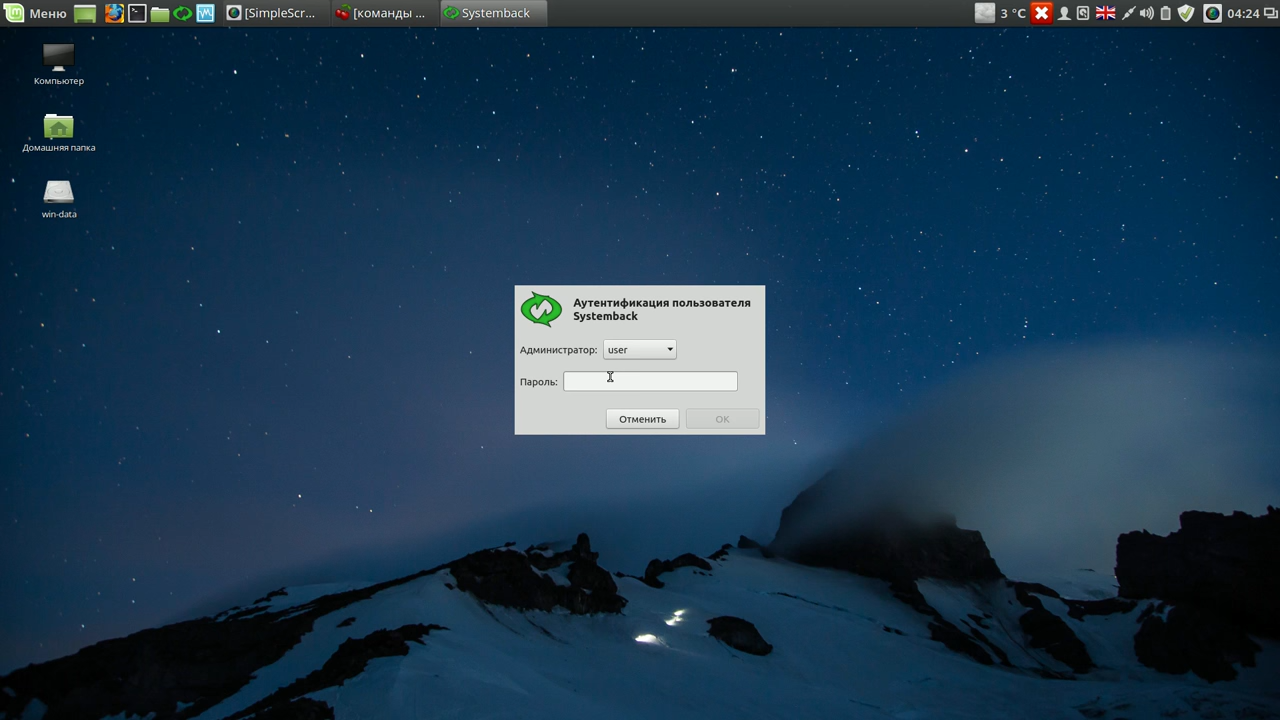 Меню
[SimpleScr...
[команды ...
Systemback
3 °C
04:24
Компьютер
Домашняя папка
win-data
Аутентификация пользователя
Systemback
Администратор: user
Пароль:
Отменить OK